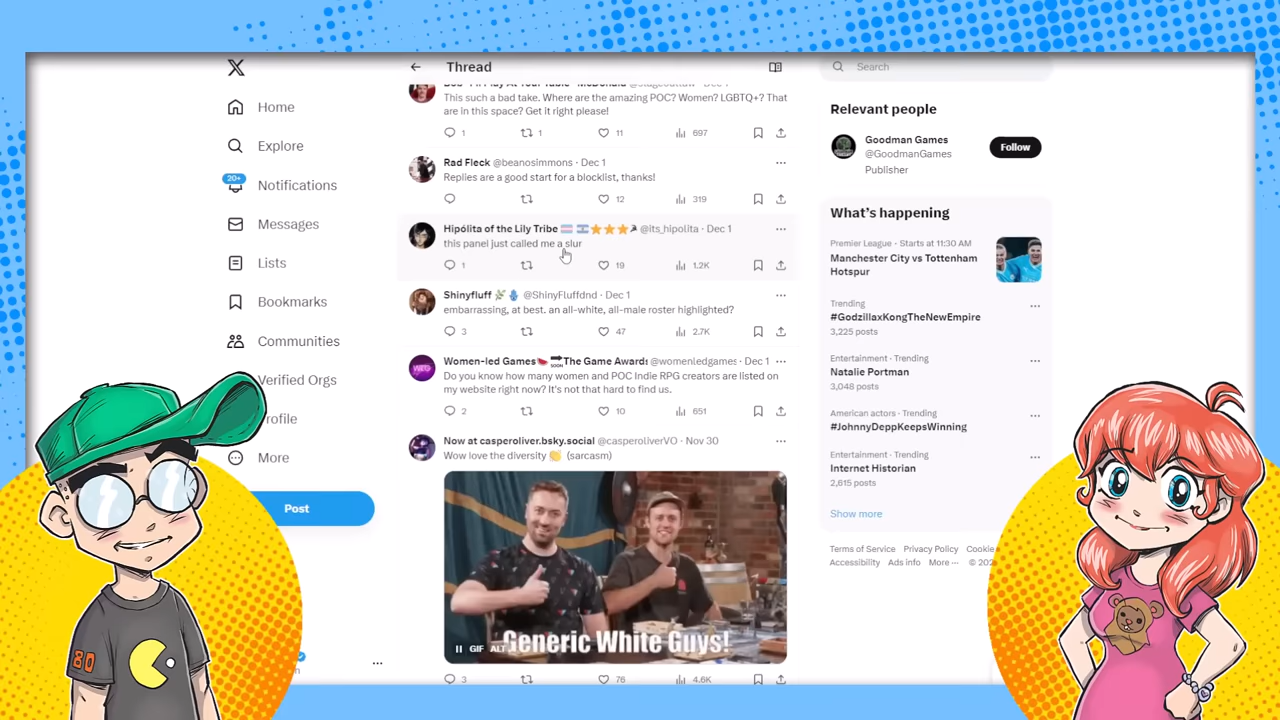 Thread
Search
Home
Explore
20+
Notifications
Messages
Lists
Bookmarks
Communities
Verified Orgs
rofile
More
Post
This such a bad take. Where are the amazing POC? Women? LGBTQ+? That
are in this space? Get it right please!
1 1 11 697
Rad Fleck @beanosimmons · Dec 1
Replies are a good start for a blocklist, thanks!
12 319
Hipólita of the Lily Tribe @Its_hipolita · Dec 1
this panel just called me a slur
1 19 1.2K
Shinyfluff @ShinyFluffdnd · Dec 1
embarrassing, at best. an all-white, all-male roster highlighted?
3 47 2.7K
Women-led Games SOON The Game Awards @womenledgames · Dec 1
Do you know how many women and POC Indie RPG creators are listed on
my website right now? It's not that hard to find us.
2 10 651
Now at casperoliver.bsky.social @casperoliverVO · Nov 30
Wow love the diversity (sarcasm)
GIF ALT
Generic White Guys!
3 76 4.6K
Relevant people
Goodman Games
@GoodmanGames
Publisher
Follow
What's happening
Premier League · Starts at 11:30 AM
Manchester City vs Tottenham
Hotspur
Trending
#GodzillaxKongTheNewEmpire
3,225 posts
Entertainment · Trending
Natalie Portman
3,048 posts
American actors · Trending
#JohnnyDeppKeepsWinning
Entertainment · Trending
Internet Historian
2,615 posts
Show more
Terms of Service Privacy Policy Cookie
Accessibility Ads info More ··· © 202
80